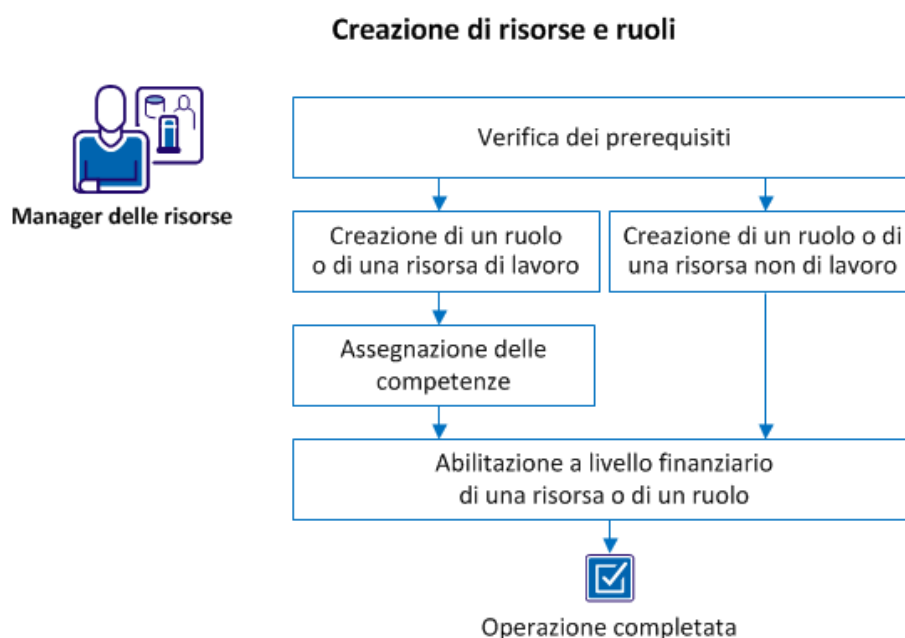 Creazione di risorse e ruoli
Manager delle risorse
Verifica dei prerequisiti
Creazione di un ruolo
o di una risorsa di lavoro
Creazione di un ruolo o di
una risorsa non di lavoro
Assegnazione delle
competenze
Abilitazione a livello finanziario
di una risorsa o di un ruolo
Operazione completata